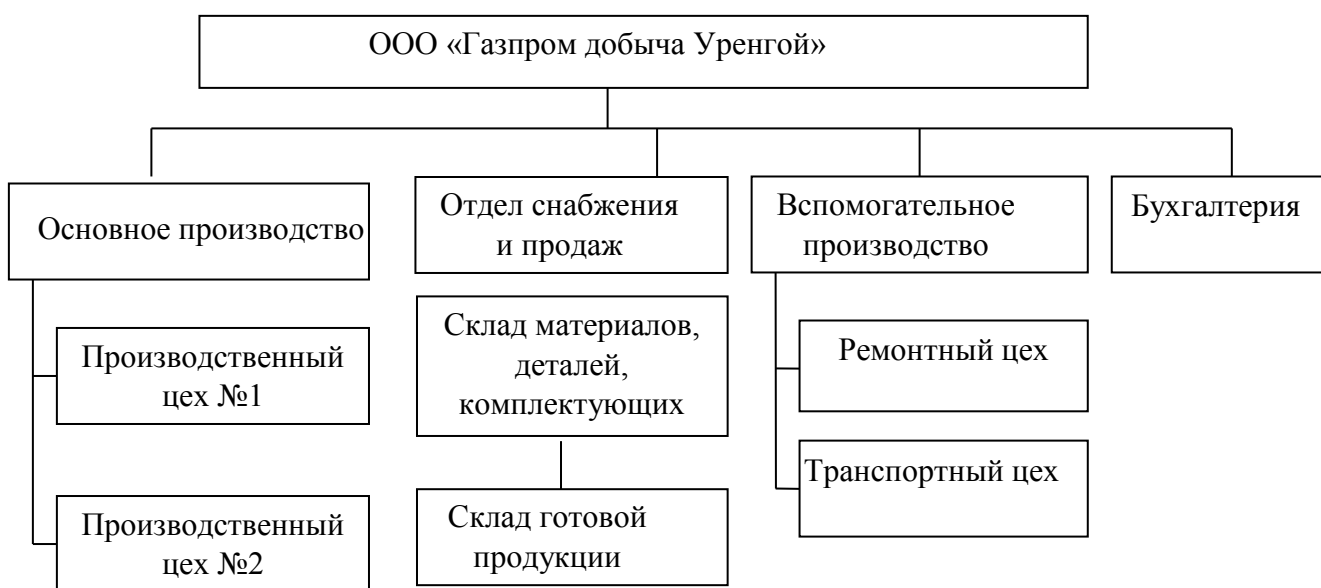 ООО «Газпром добыча Уренгой»
Основное производство
Отдел снабжения
и продаж
Вспомогательное
производство
Бухгалтерия
Производственный
цех №1
Склад материалов,
деталей,
комплектующих
Ремонтный цех
Транспортный цех
Производственный
цех №2
Склад готовой
продукции